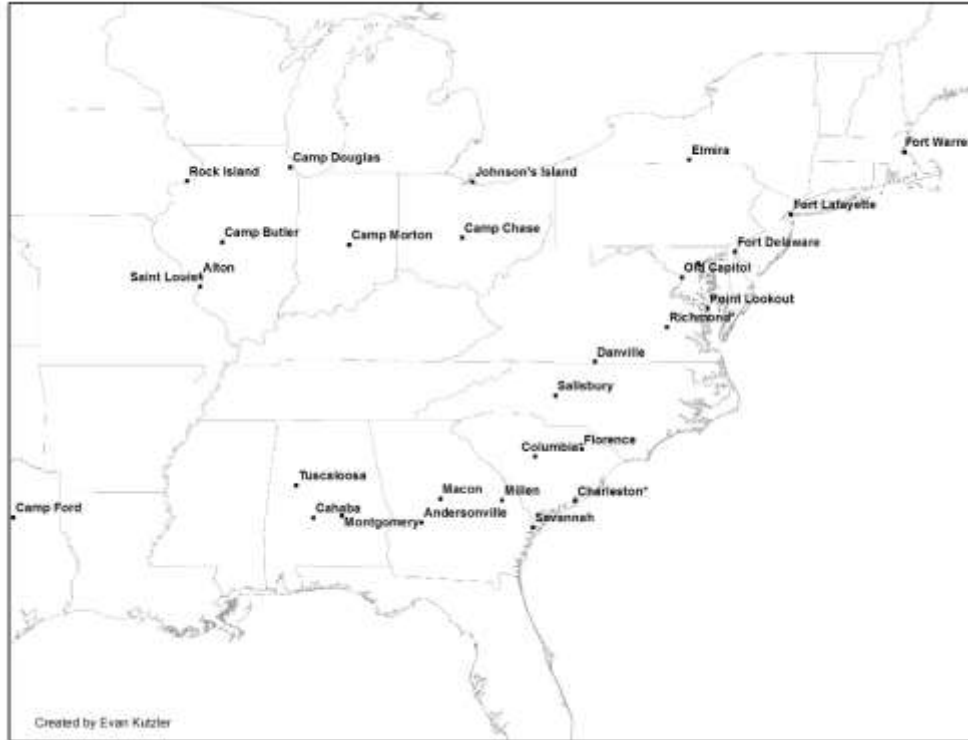 Fort Warre
Elmira
Camp Douglas
Rock Island
Johnson's Island
Fort Lafayette
Camp Butler
Camp Morton
Camp Chase
Fort Delaware
Alton
Saint Louis
Old Capitol
Point Lookout
Richmond*
Danville
Salisbury
Columbia
Florence
Tuscaloosa
Macon
Millen
Charleston*
Camp Ford
Cahaba
Montgomery
Andersonville
Savannah
Created by Evan Kutzler